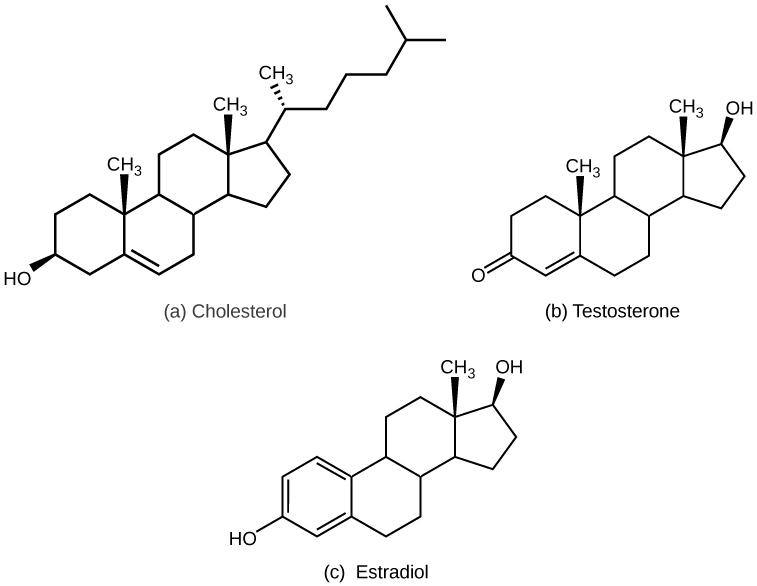 CH₃
CH₃
CH₃
HO
(a) Cholesterol
CH₃
OH
CH₃
O
(b) Testosterone
CH₃
OH
HO
(c) Estradiol